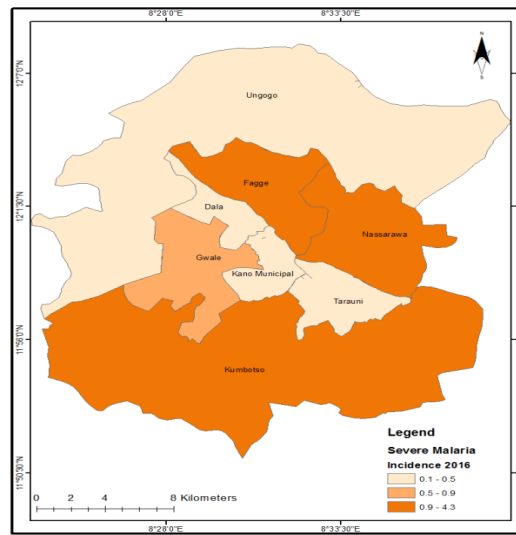 8°28'0"E 8°33'30"E
N
S
12°7'0"N
Ungogo
Fagge
12°1'30"N
Dala
Nassarawa
Gwale
Kano Municipal
Tarauni
11°56'0"N
Kumbotso
Legend
Severe Malaria
Incidence 2016
0.1 - 0.5
0.5 - 0.9
0.9 - 4.3
11°50'30"N
0 2 4 8 Kilometers
8°28'0"E 8°33'30"E